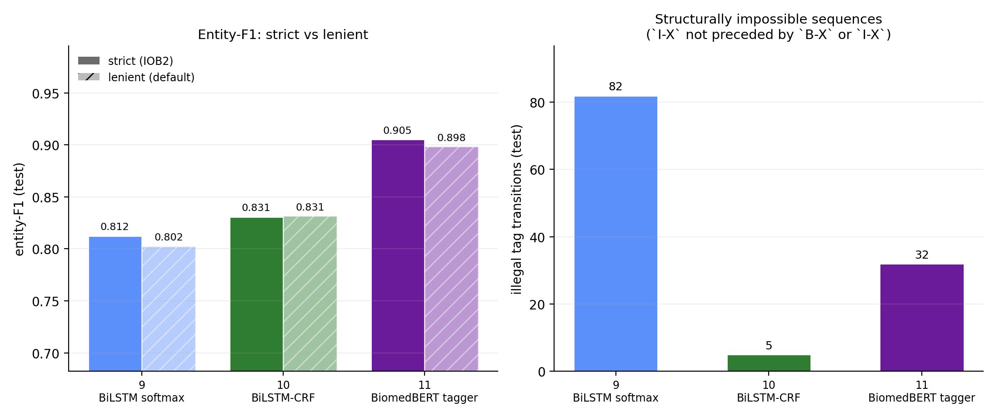 Entity-F1: strict vs lenient
strict (IOB2)
lenient (default)
entity-F1 (test)
0.95
0.90
0.85
0.80
0.75
0.70
0.812
0.802
0.831
0.831
0.905
0.898
9
BiLSTM softmax
10
BiLSTM-CRF
11
BiomedBERT tagger
Structurally impossible sequences
(`I-X` not preceded by `B-X` or `I-X`)
illegal tag transitions (test)
80
60
40
20
0
82
5
32
9
BiLSTM softmax
10
BiLSTM-CRF
11
BiomedBERT tagger